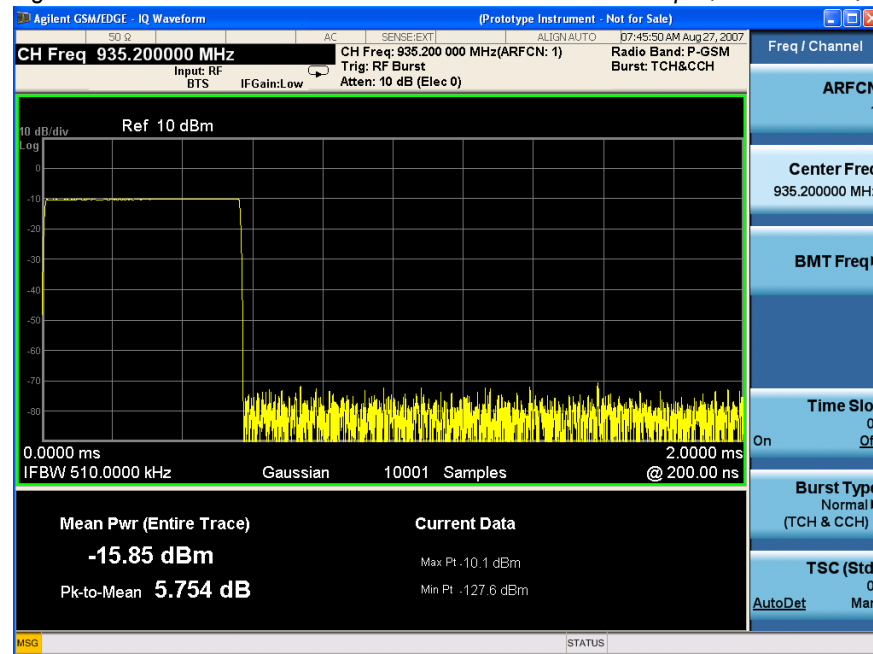 Agilent GSM/EDGE - IQ Waveform (Prototype Instrument - Not for Sale)
50 Ω AC SENSE:EXT ALIGN AUTO 07:45:50 AM Aug 27, 2007
CH Freq 935.200000 MHz
Input: RF
BTS IFGain:Low
CH Freq: 935.200 000 MHz(ARFCN: 1)
Trig: RF Burst
Atten: 10 dB (Elec 0)
Radio Band: P-GSM
Burst: TCH&CCH
10 dB/div Ref 10 dBm
Log
0
-10
-20
-30
-40
-50
-60
-70
-80
0.0000 ms 2.0000 ms
IFBW 510.0000 kHz Gaussian 10001 Samples @ 200.00 ns
Mean Pwr (Entire Trace)
-15.85 dBm
Pk-to-Mean 5.754 dB
Current Data
Max Pt -10.1 dBm
Min Pt -127.6 dBm
Freq / Channel
ARFCN
Center Freq
935.200000 MH
BMT Freq
Time Slo
0
On Of
Burst Type
Normal
(TCH & CCH)
TSC (Std
0
AutoDet Man
MSG STATUS